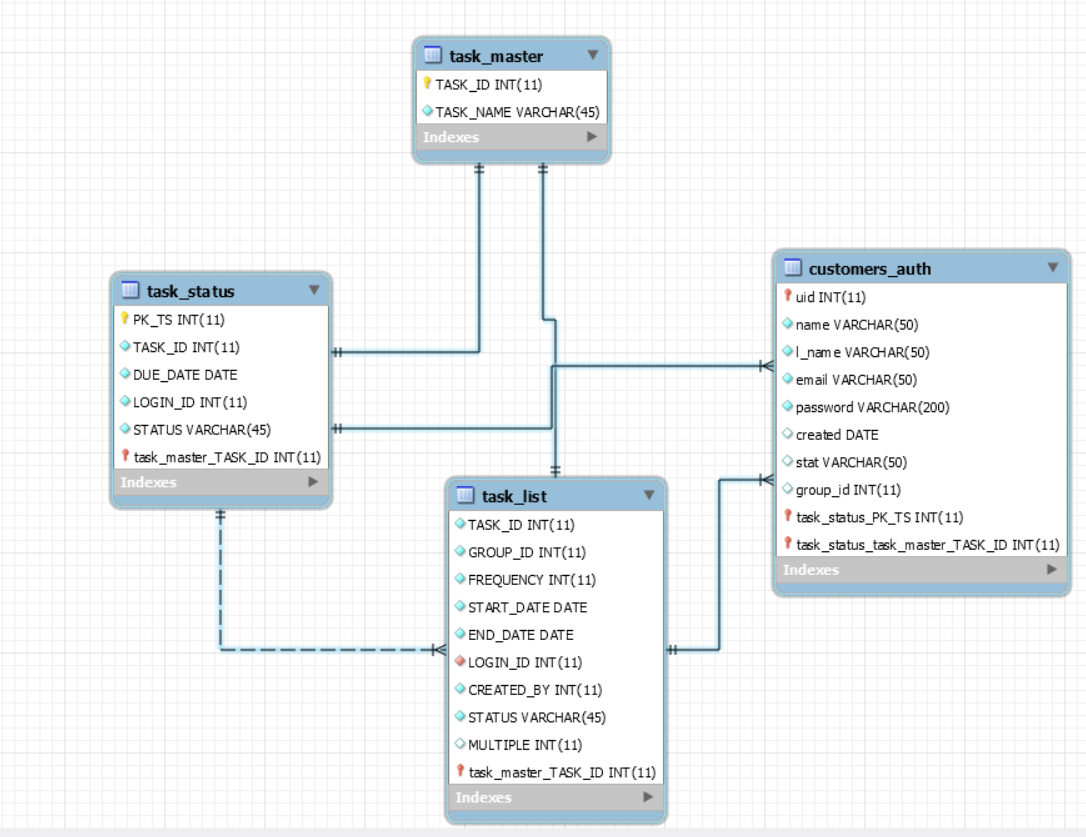 task_master
TASK_ID INT(11)
TASK_NAME VARCHAR(45)
Indexes
task_status
PK_TS INT(11)
TASK_ID INT(11)
DUE_DATE DATE
LOGIN_ID INT(11)
STATUS VARCHAR(45)
task_master_TASK_ID INT(11)
Indexes
customers_auth
uid INT(11)
name VARCHAR(50)
l_name VARCHAR(50)
email VARCHAR(50)
password VARCHAR(200)
created DATE
stat VARCHAR(50)
group_id INT(11)
task_status_PK_TS INT(11)
task_status_task_master_TASK_ID INT(11)
Indexes
task_list
TASK_ID INT(11)
GROUP_ID INT(11)
FREQUENCY INT(11)
START_DATE DATE
END_DATE DATE
LOGIN_ID INT(11)
CREATED_BY INT(11)
STATUS VARCHAR(45)
MULTIPLE INT(11)
task_master_TASK_ID INT(11)
Indexes